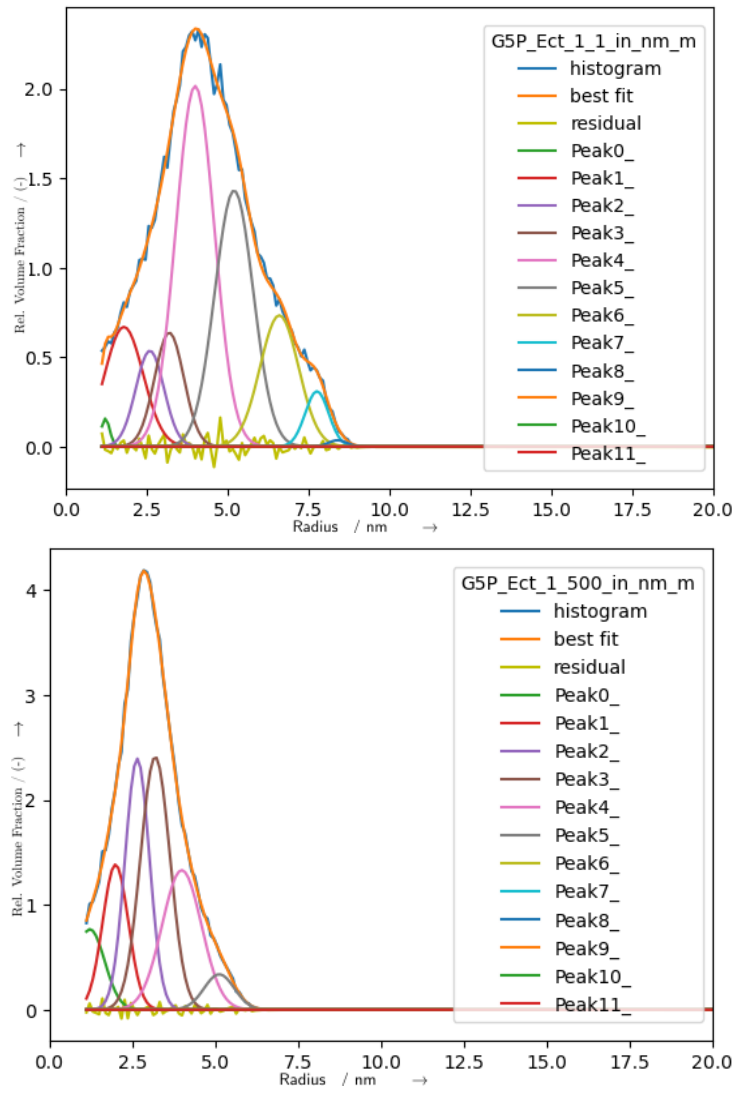 G5P_Ect_1_1_in_nm_m
histogram
best fit
residual
Peak0_
Peak1_
Peak2_
Peak3_
Peak4_
Peak5_
Peak6_
Peak7_
Peak8_
Peak9_
Peak10_
Peak11_
Rel. Volume Fraction / (-) →
2.0
1.5
1.0
0.5
0.0
0.0 2.5 5.0 7.5 10.0 12.5 15.0 17.5 20.0
Radius / nm →
G5P_Ect_1_500_in_nm_m
histogram
best fit
residual
Peak0_
Peak1_
Peak2_
Peak3_
Peak4_
Peak5_
Peak6_
Peak7_
Peak8_
Peak9_
Peak10_
Peak11_
Rel. Volume Fraction / (-) →
4
3
2
1
0
0.0 2.5 5.0 7.5 10.0 12.5 15.0 17.5 20.0
Radius / nm →